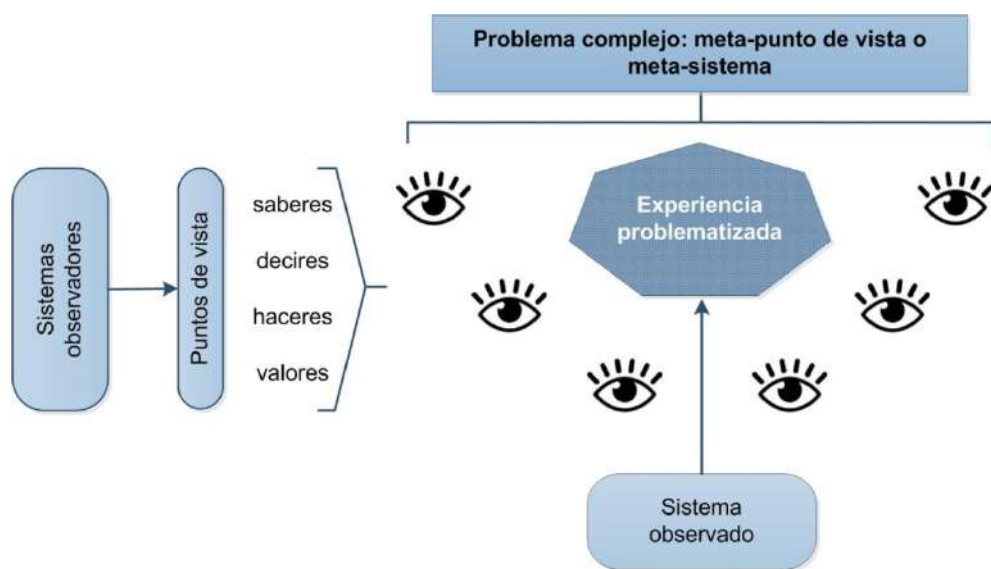 Problema complejo: meta-punto de vista o
meta-sistema
Sistemas
observadores
Puntos de vista
saberes
decires
haceres
valores
Experiencia
problematizada
Sistema
observado